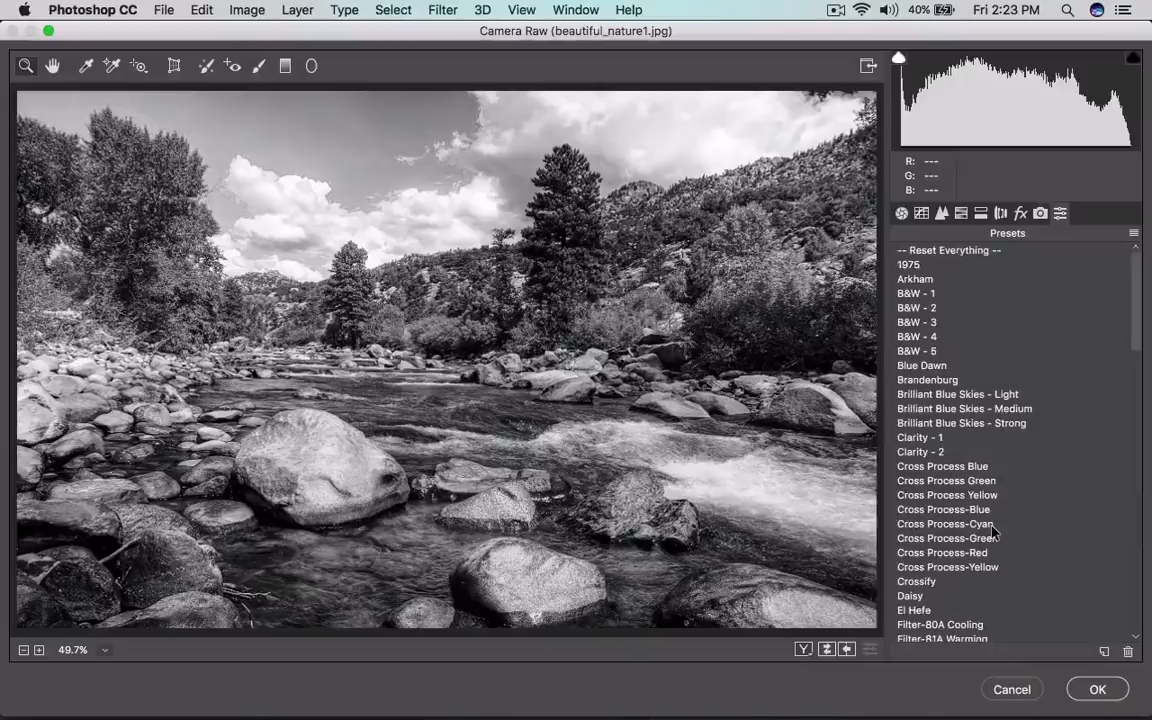 Photoshop CC File Edit Image Layer Type Select Filter 3D View Window Help 40% Fri 2:23 PM
Camera Raw (beautiful_nature1.jpg)
R: ---
G: ---
B: ---
fx
Presets
-- Reset Everything --
1975
Arkham
B&W - 1
B&W - 2
B&W - 3
B&W - 4
B&W - 5
Blue Dawn
Brandenburg
Brilliant Blue Skies - Light
Brilliant Blue Skies - Medium
Brilliant Blue Skies - Strong
Clarity - 1
Clarity - 2
Cross Process Blue
Cross Process Green
Cross Process Yellow
Cross Process-Blue
Cross Process-Cyan
Cross Process-Green
Cross Process-Red
Cross Process-Yellow
Crossify
Daisy
El Hefe
Filter-80A Cooling
Filter-81A Warming
49.7% Y
Cancel OK